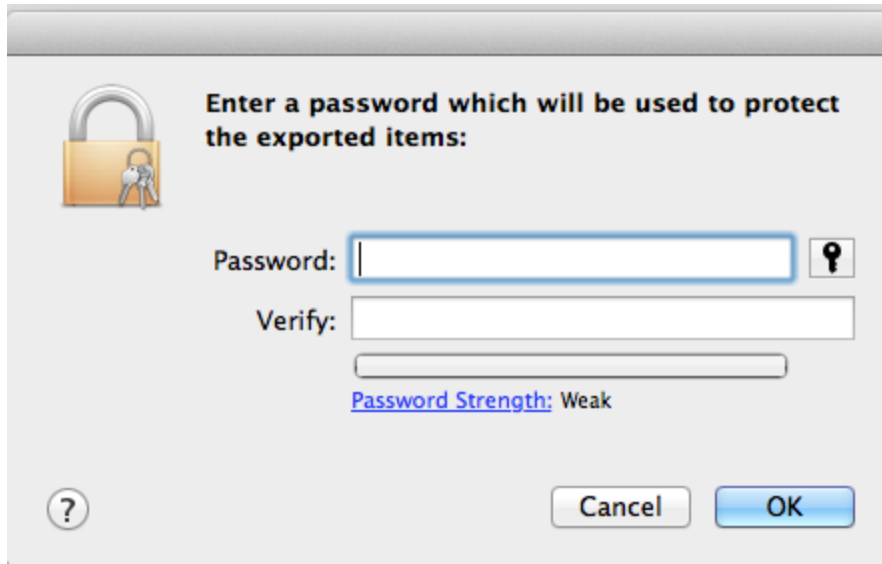 Enter a password which will be used to protect
the exported items:
Password:
Verify:
Password Strength: Weak
?
Cancel
OK